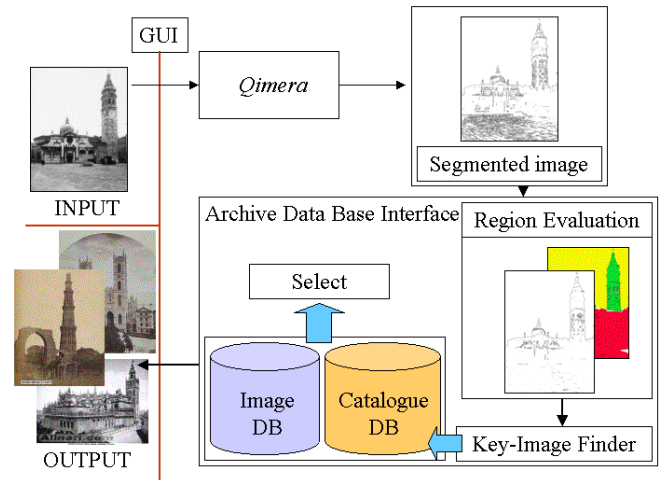 GUI
Qimera
Segmented image
INPUT
Archive Data Base Interface
Region Evaluation
Select
Image
DB
Catalogue
DB
Key-Image Finder
OUTPUT